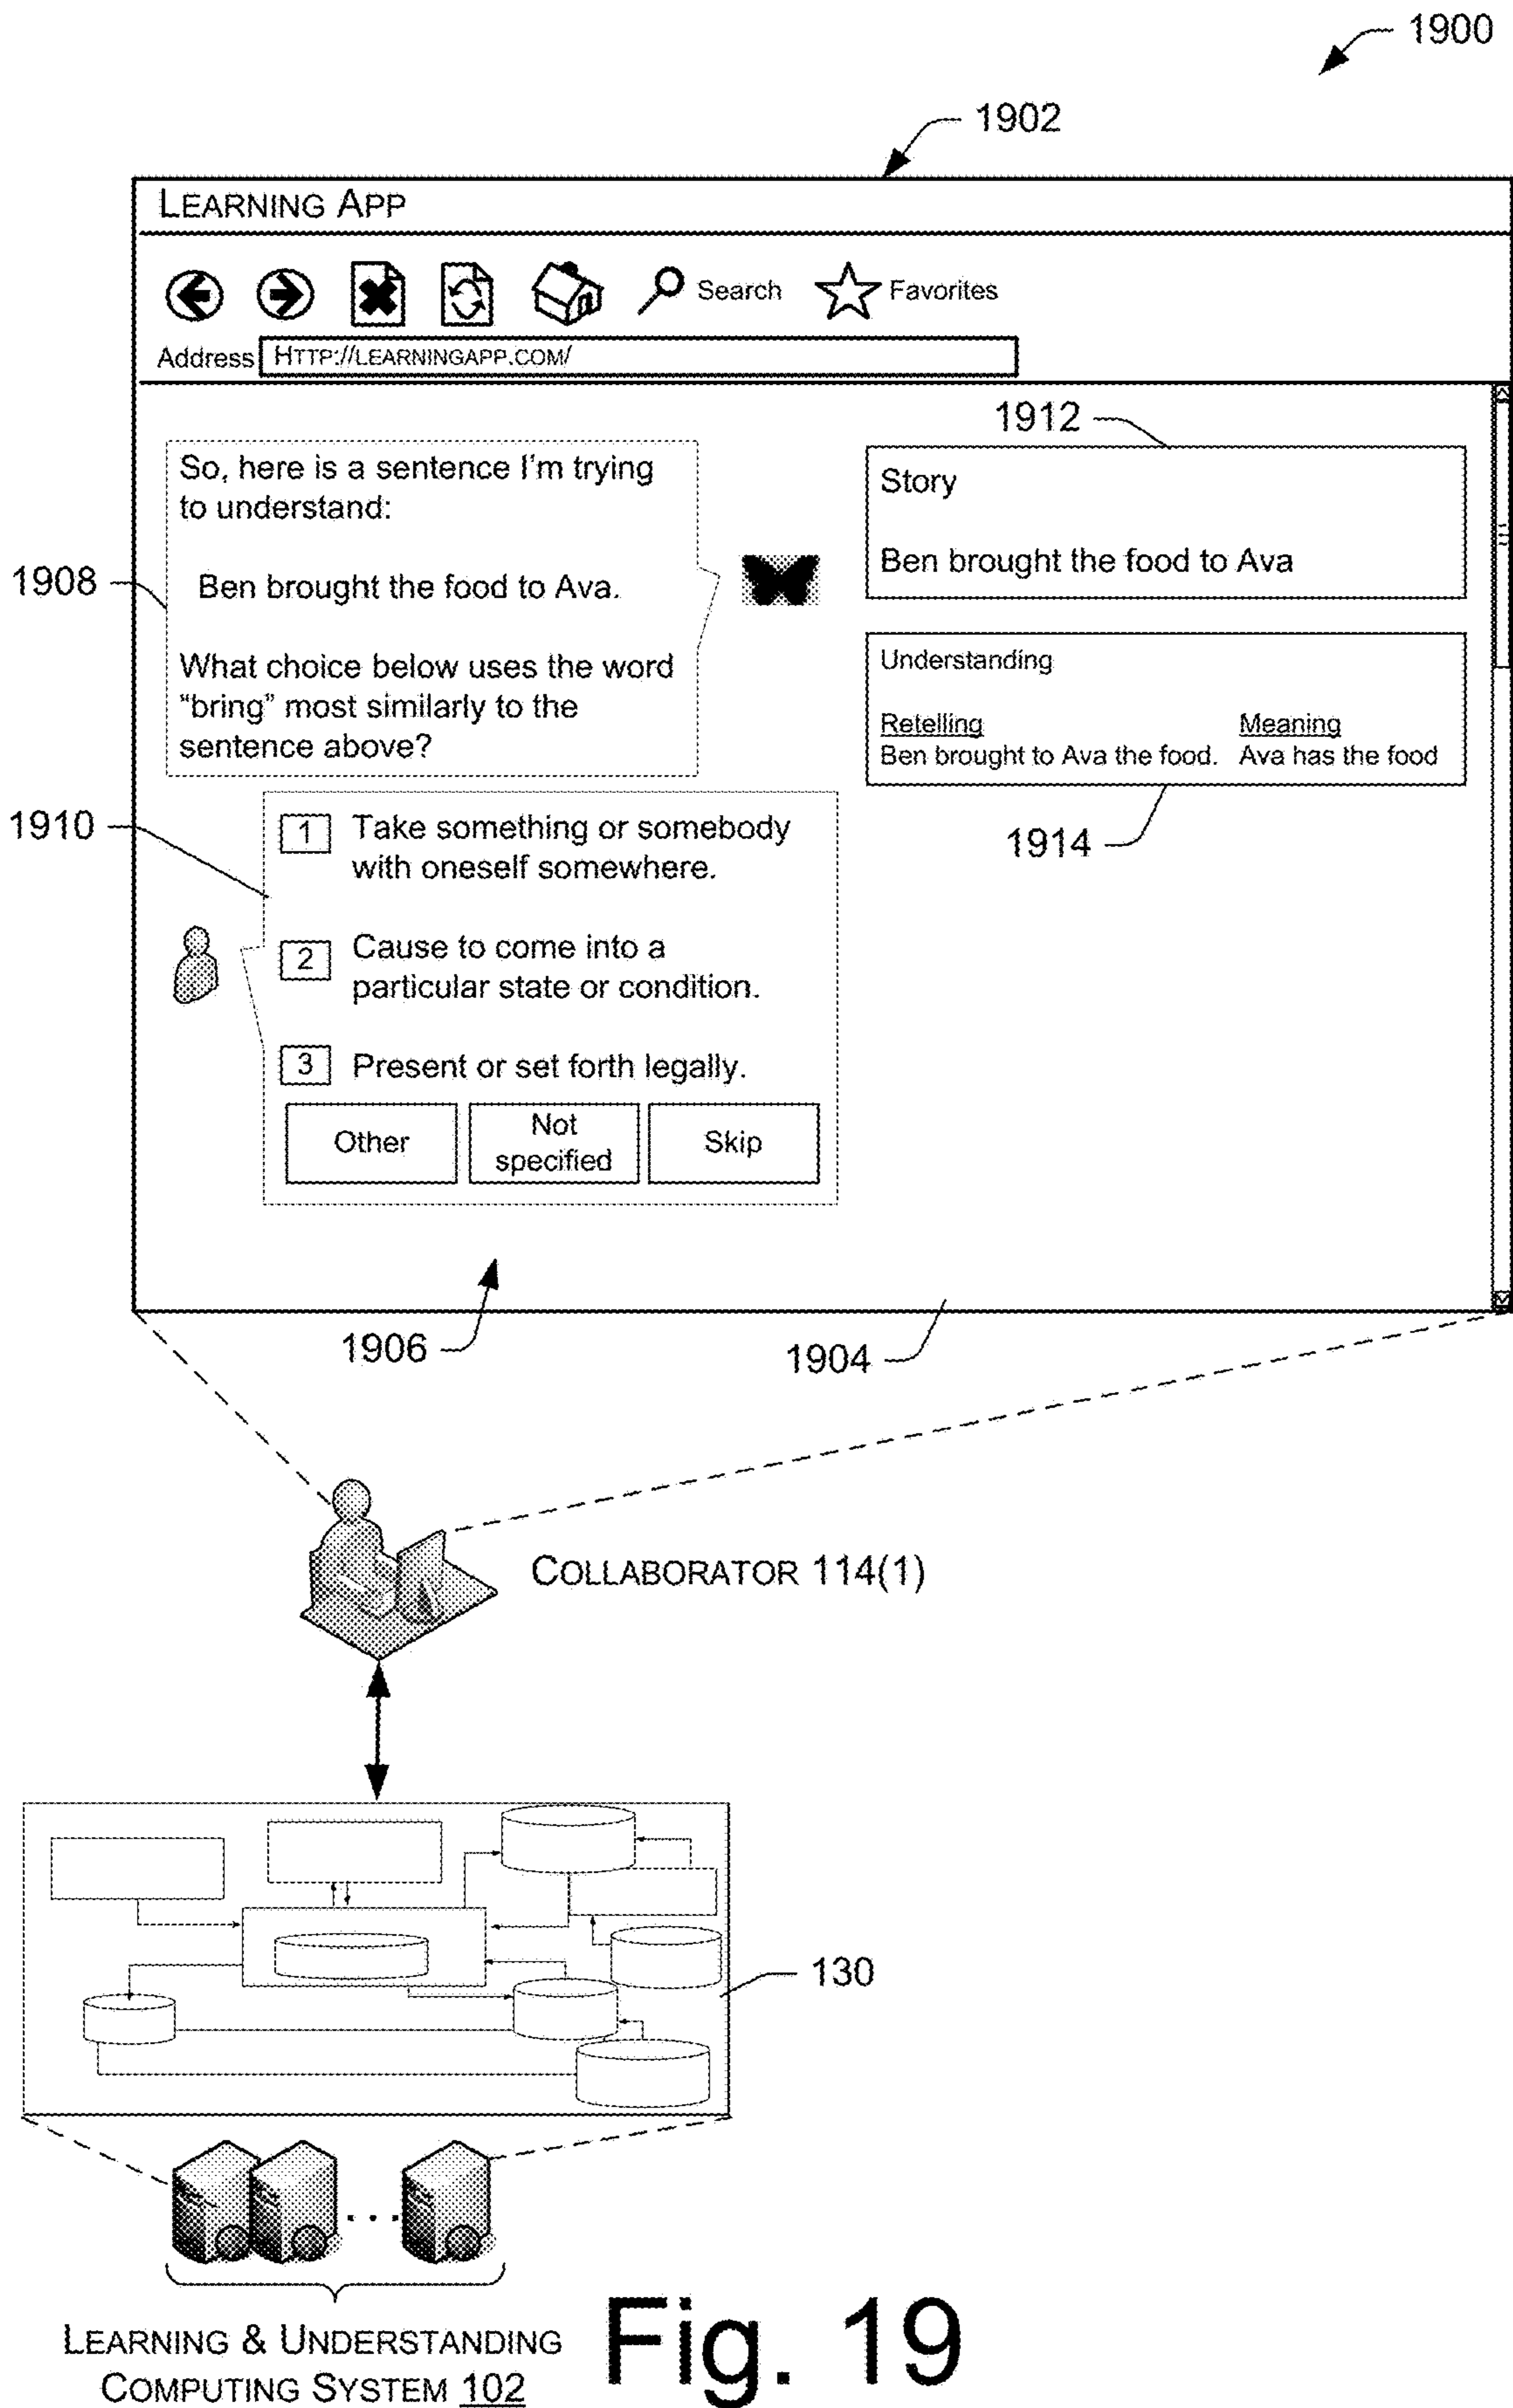 1900
1902
LEARNING APP
Search
Favorites
Address HTTP://LEARNINGAPP.COM/
1908
So, here is a sentence I'm trying
to understand:
Ben brought the food to Ava.
What choice below uses the word
"bring" most similarly to the
sentence above?
1912
Story
Ben brought the food to Ava
Understanding
Retelling Meaning
Ben brought to Ava the food. Ava has the food
1914
1910
1 Take something or somebody
with oneself somewhere.
2 Cause to come into a
particular state or condition.
3 Present or set forth legally.
Other
Not
specified
Skip
1906
1904
COLLABORATOR 114(1)
130
LEARNING & UNDERSTANDING
COMPUTING SYSTEM 102
Fig. 19